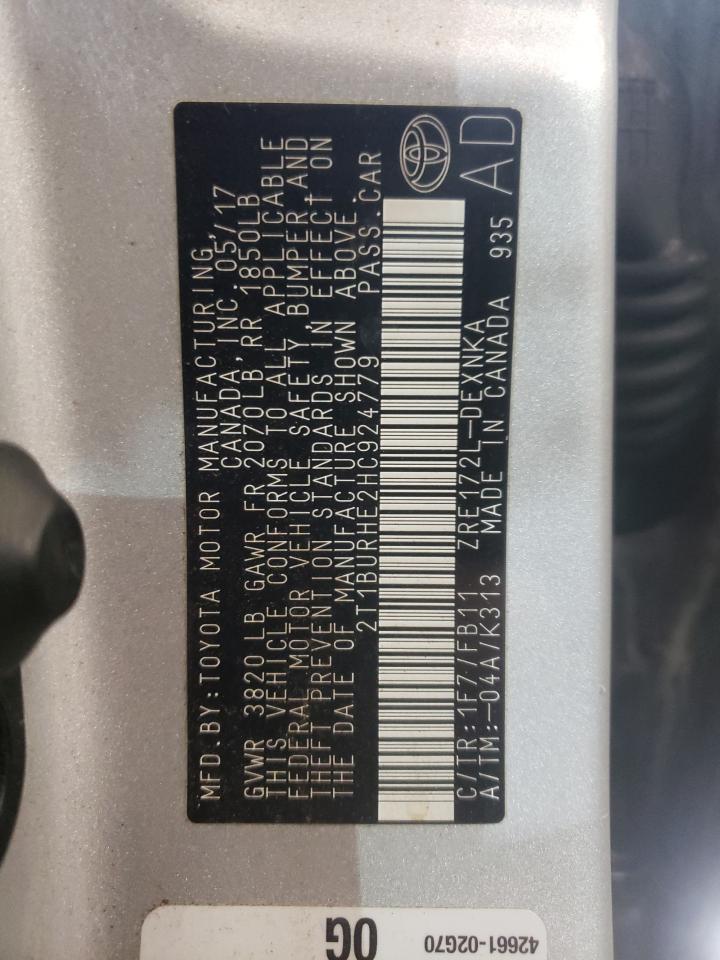 MFD.BY:TOYOTA MOTOR MANUFACTURING,
CANADA, INC. 05/17
GVWR 3820LB GAWR FR 2070LB,RR 1850LB
THIS VEHICLE CONFORMS TO ALL APPLICABLE
FEDERAL MOTOR VEHICLE SAFETY, BUMPER,AND
THEFT PREVENTION STANDARDS IN EFFECT ON
THE DATE OF MANUFACTURE SHOWN ABOVE.
2T1BURHE2HC924779 PASS.CAR
C/TR:1F7/FB11 ZRE172L-DEXNKA
A/TM:-04A/K313 MADE IN CANADA 935
AD
42661-02G70
0G